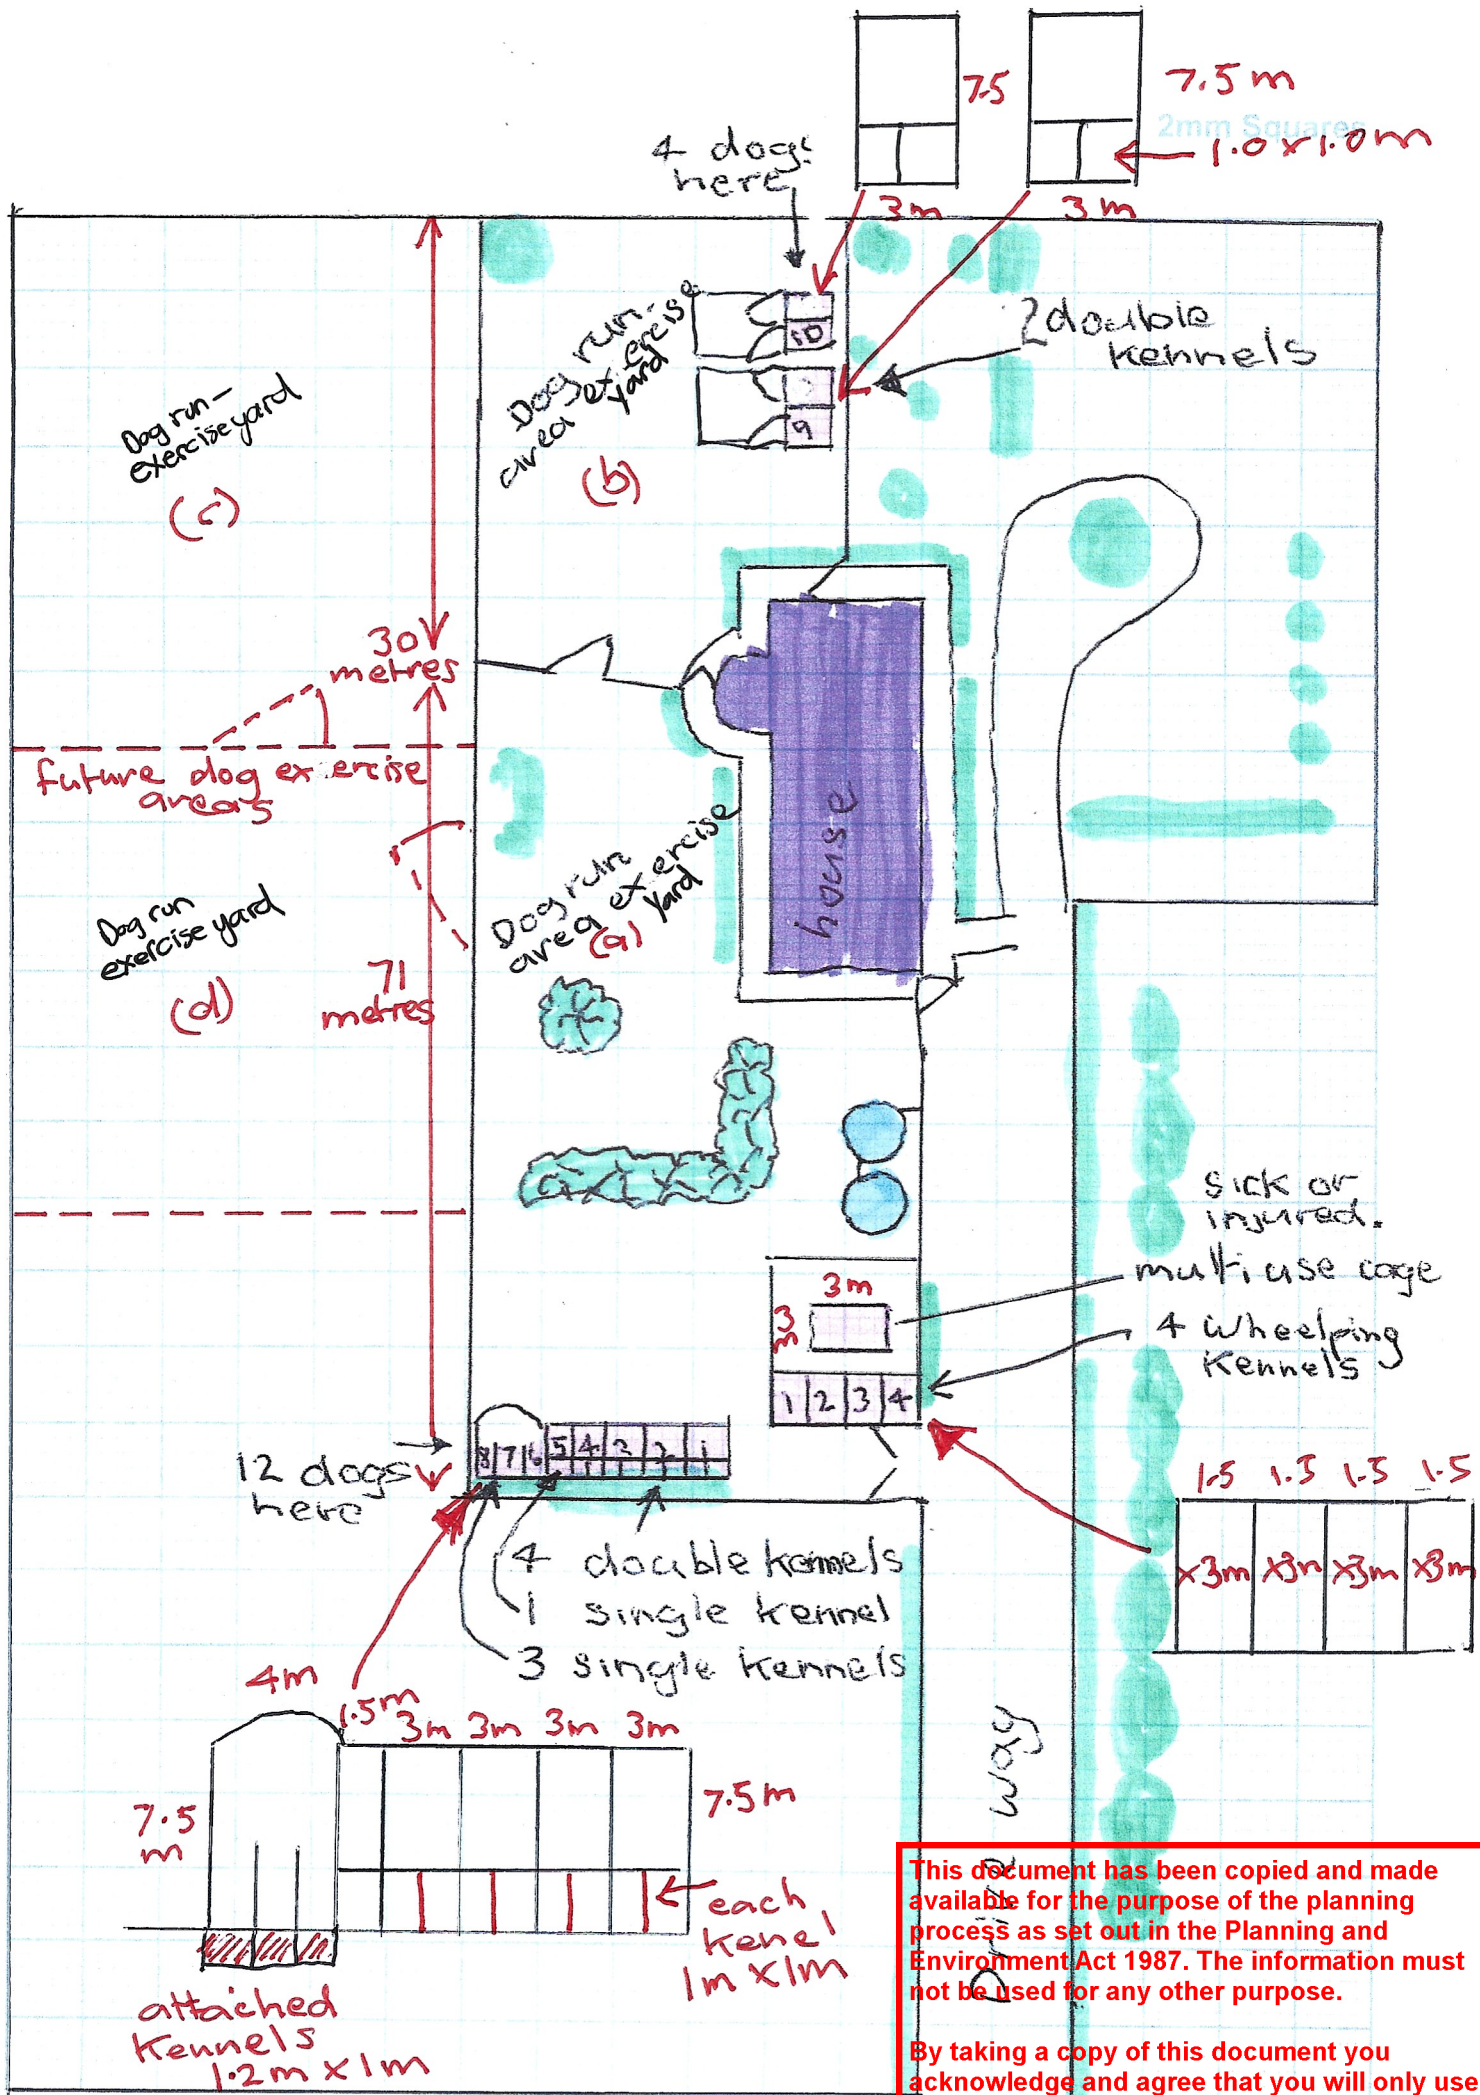 7.5
7.5m
2mm Squares
1.0x1.0m
4 dogs
here
3m
3m
2 double
kennels
10
9
Dog run-
area exercise
yard
(b)
Dog run-
exercise yard
(c)
30
metres
future dog exercise
areas
house
Dog run
area exercise
yard
(a)
Dog run
exercise yard
(d)
71
metres
sick or
injured.
multi use cage
3m
3
m
4 wheelping
kennels
1 2 3 4
8 7 6 5 4 3 2 1
12 dogs
here
1.5 1.5 1.5 1.5
x3m x3m x3m x3m
4 double kennels
1 single kennel
3 single kennels
4m
1.5m
3m 3m 3m 3m
7.5
m
7.5m
each
kenel
1m x 1m
attached
kennels
1.2m x 1m
Drive way
This document has been copied and made
available for the purpose of the planning
process as set out in the Planning and
Environment Act 1987. The information must
not be used for any other purpose.
By taking a copy of this document you
acknowledge and agree that you will only use